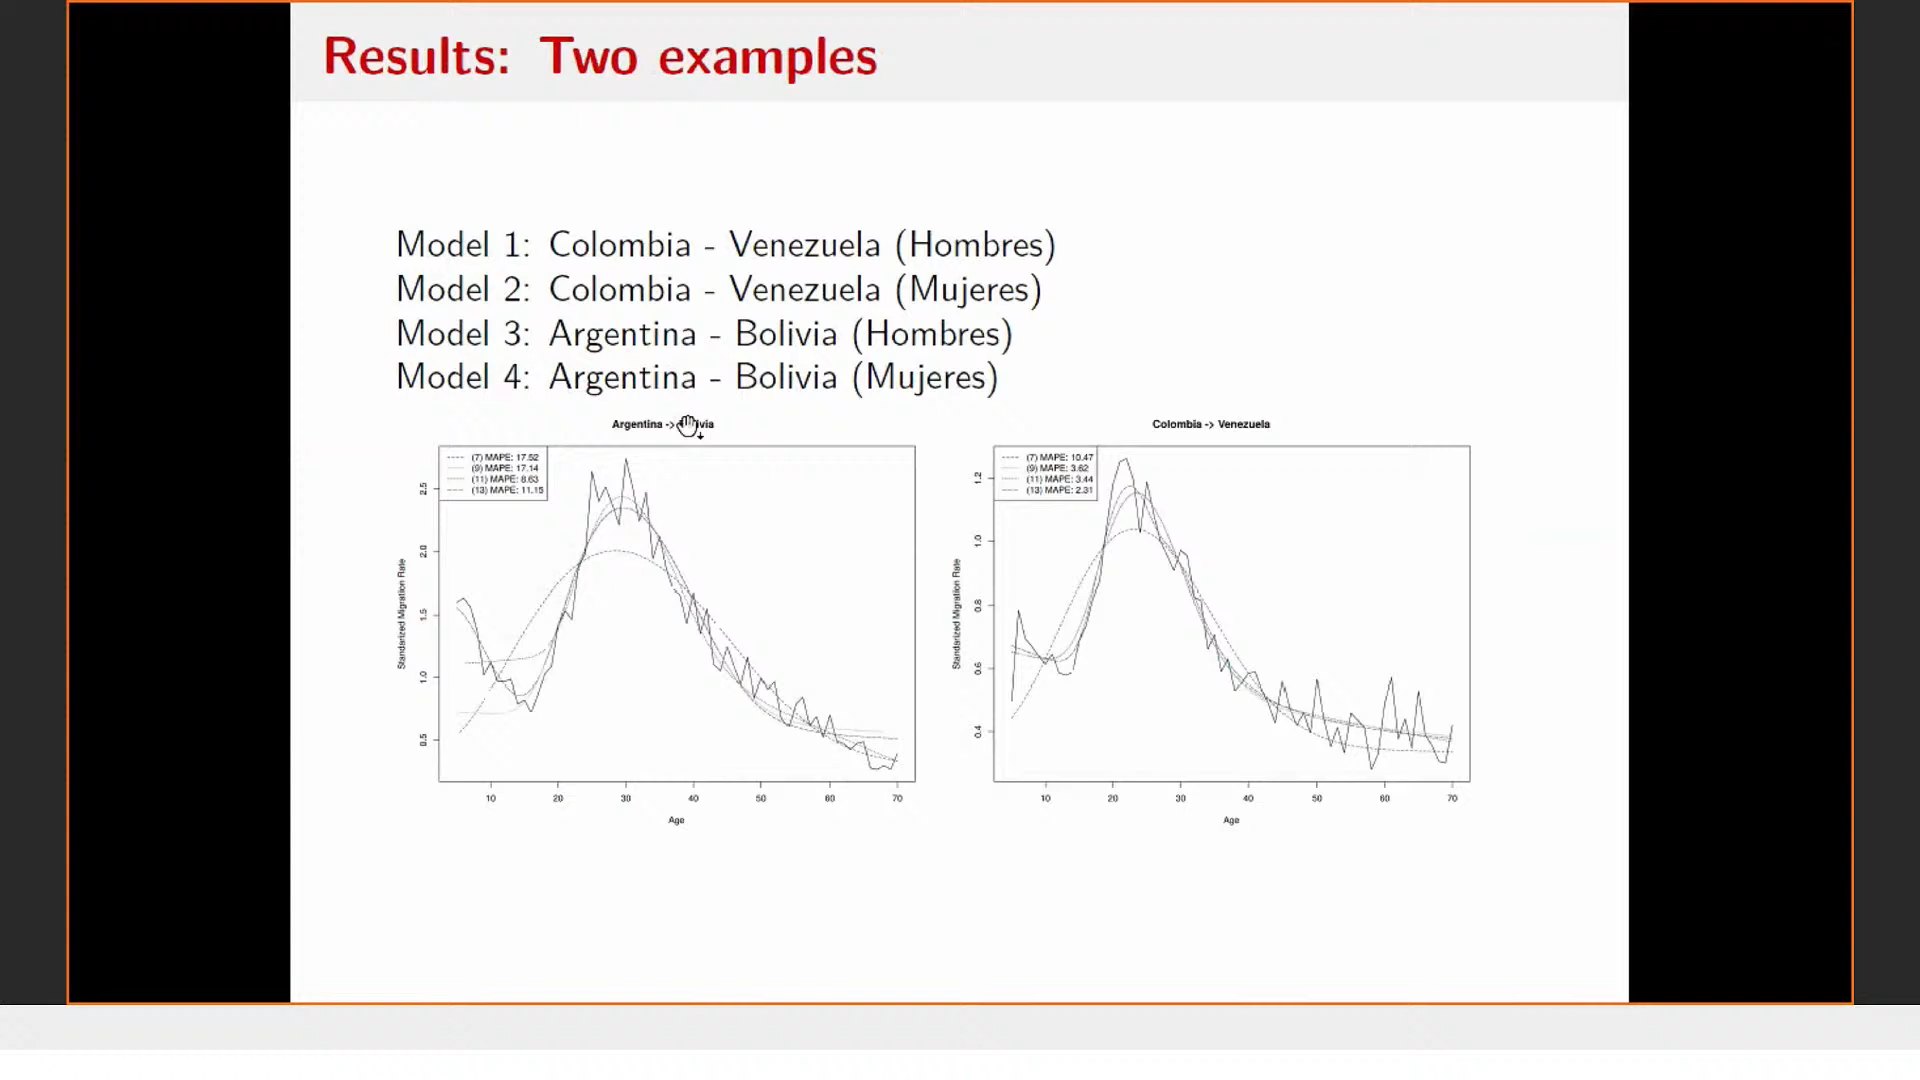 Results: Two examples
Model 1: Colombia - Venezuela (Hombres)
Model 2: Colombia - Venezuela (Mujeres)
Model 3: Argentina - Bolivia (Hombres)
Model 4: Argentina - Bolivia (Mujeres)
Argentina ->
(7) MAPE: 17.52
(9) MAPE: 17.14
(11) MAPE: 8.63
(13) MAPE: 11.15
Standarized Migration Rate
2.5
2.0
1.5
1.0
0.5
10 20 30 40 50 60 70
Age
Colombia -> Venezuela
(7) MAPE: 10.47
(9) MAPE: 3.62
(11) MAPE: 3.44
(13) MAPE: 2.31
Standarized Migration Rate
1.2
1.0
0.8
0.6
0.4
10 20 30 40 50 60 70
Age